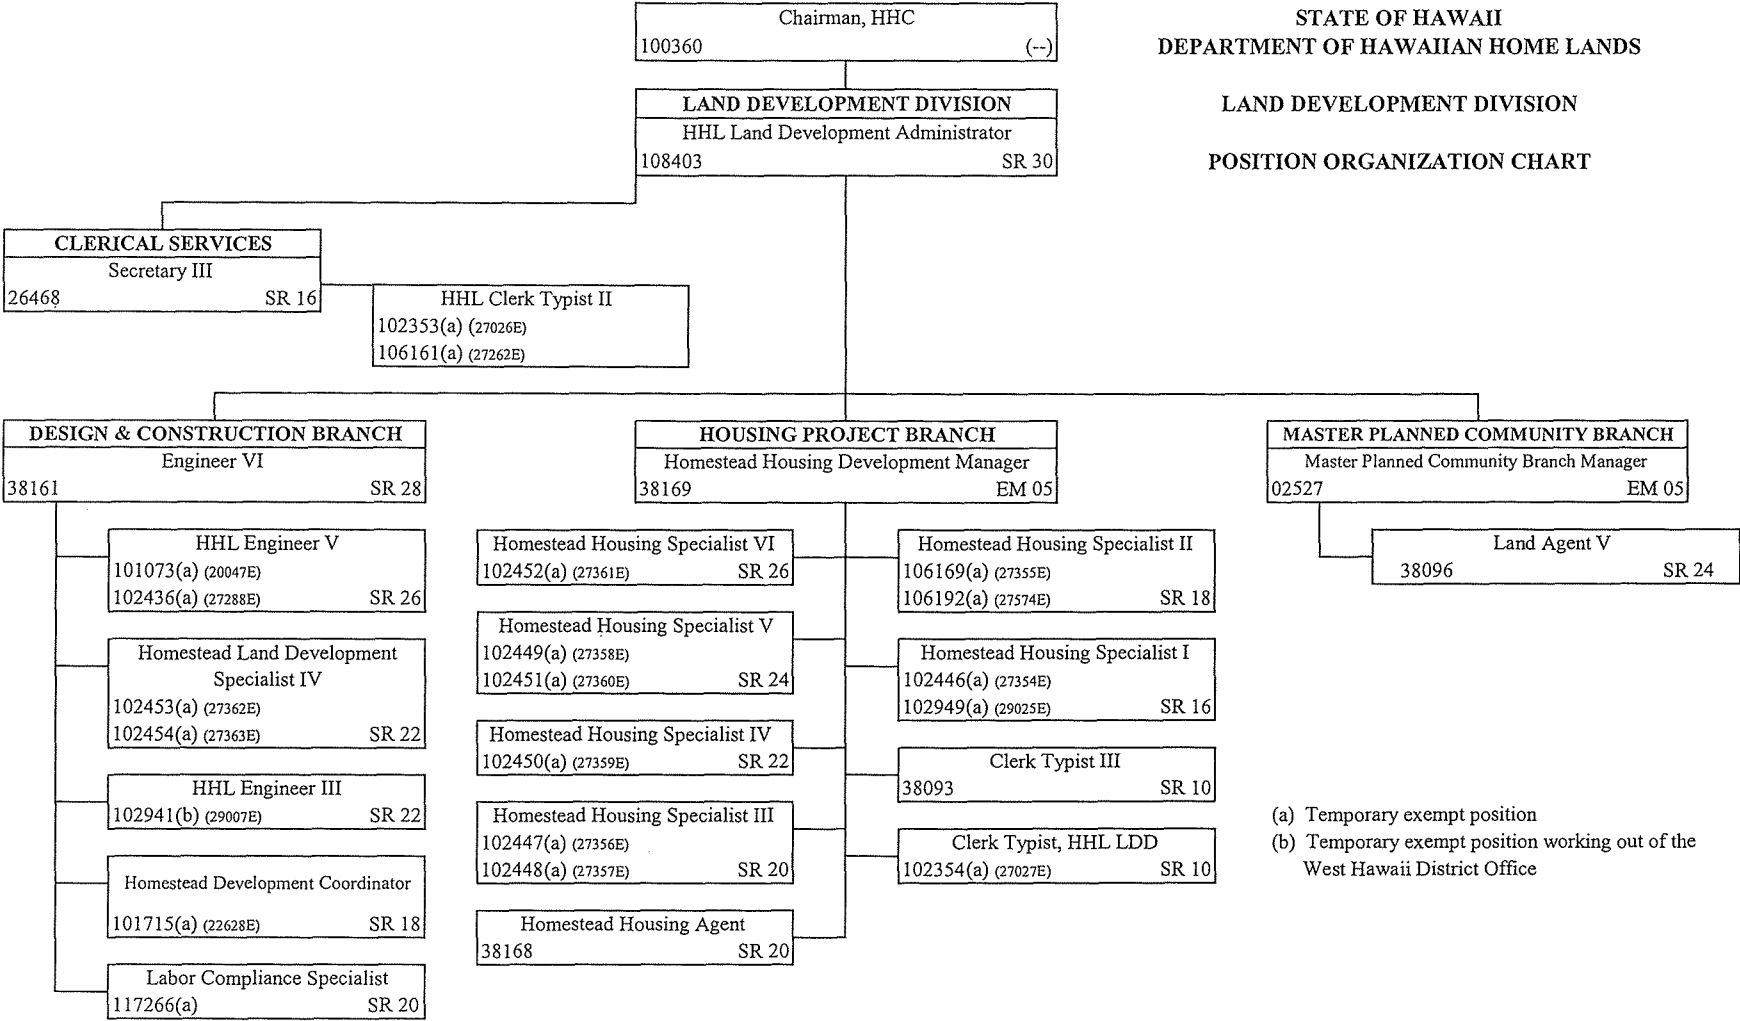 Chairman, HHC
100360 (--)
STATE OF HAWAII
DEPARTMENT OF HAWAIIAN HOME LANDS
LAND DEVELOPMENT DIVISION
POSITION ORGANIZATION CHART
LAND DEVELOPMENT DIVISION
HHL Land Development Administrator
108403 SR 30
CLERICAL SERVICES
Secretary III
26468 SR 16
HHL Clerk Typist II
102353(a) (27026E)
106161(a) (27262E)
DESIGN & CONSTRUCTION BRANCH
Engineer VI
38161 SR 28
HHL Engineer V
101073(a) (20047E)
102436(a) (27288E) SR 26
Homestead Land Development
Specialist IV
102453(a) (27362E)
102454(a) (27363E) SR 22
HHL Engineer III
102941(b) (29007E) SR 22
Homestead Development Coordinator
101715(a) (22628E) SR 18
Labor Compliance Specialist
117266(a) SR 20
HOUSING PROJECT BRANCH
Homestead Housing Development Manager
38169 EM 05
Homestead Housing Specialist VI
102452(a) (27361E) SR 26
Homestead Housing Specialist V
102449(a) (27358E)
102451(a) (27360E) SR 24
Homestead Housing Specialist IV
102450(a) (27359E) SR 22
Homestead Housing Specialist III
102447(a) (27356E)
102448(a) (27357E) SR 20
Homestead Housing Agent
38168 SR 20
Homestead Housing Specialist II
106169(a) (27355E)
106192(a) (27574E) SR 18
Homestead Housing Specialist I
102446(a) (27354E)
102949(a) (29025E) SR 16
Clerk Typist III
38093 SR 10
Clerk Typist, HHL LDD
102354(a) (27027E) SR 10
MASTER PLANNED COMMUNITY BRANCH
Master Planned Community Branch Manager
02527 EM 05
Land Agent V
38096 SR 24
(a) Temporary exempt position
(b) Temporary exempt position working out of the
West Hawaii District Office